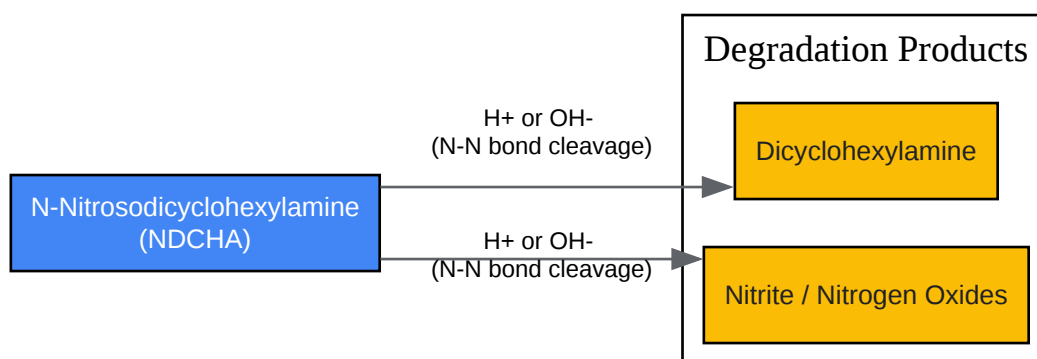 Degradation Products
H+ or OH-
(N-N bond cleavage)
Dicyclohexylamine
N-Nitrosodicyclohexylamine
(NDCHA)
H+ or OH-
(N-N bond cleavage)
Nitrite / Nitrogen Oxides